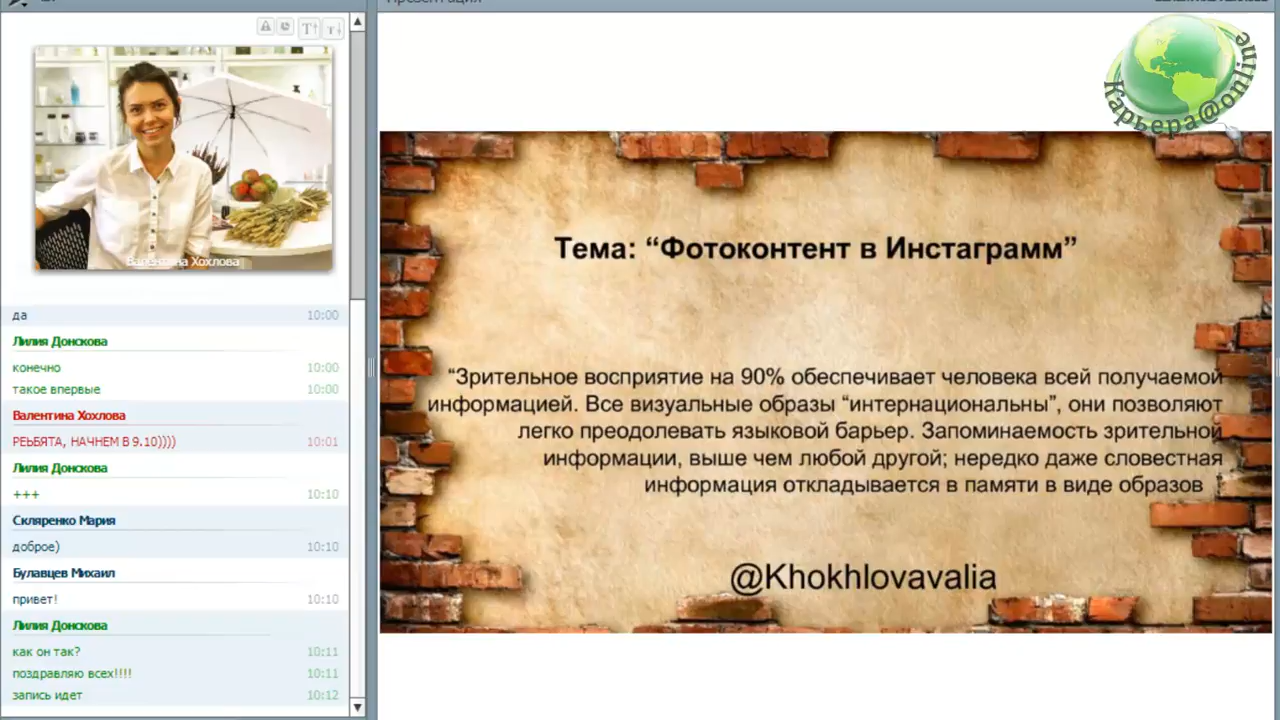 Презентация
Карьера@online
Валентина Хохлова
да 10:00
Лилия Донскова
конечно 10:00
такое впервые 10:00
Валентина Хохлова
РЕЬБЯТА, НАЧНЕМ В 9.10)))) 10:01
Лилия Донскова
+++ 10:10
Скляренко Мария
доброе) 10:10
Булавцев Михаил
привет! 10:10
Лилия Донскова
как он так? 10:11
поздравляю всех!!!! 10:11
запись идет 10:12
Тема: “Фотоконтент в Инстаграмм”
“Зрительное восприятие на 90% обеспечивает человека всей получаемой
информацией. Все визуальные образы “интернациональны”, они позволяют
легко преодолевать языковой барьер. Запоминаемость зрительной
информации, выше чем любой другой; нередко даже словестная
информация откладывается в памяти в виде образов
@Khokhlovavalia